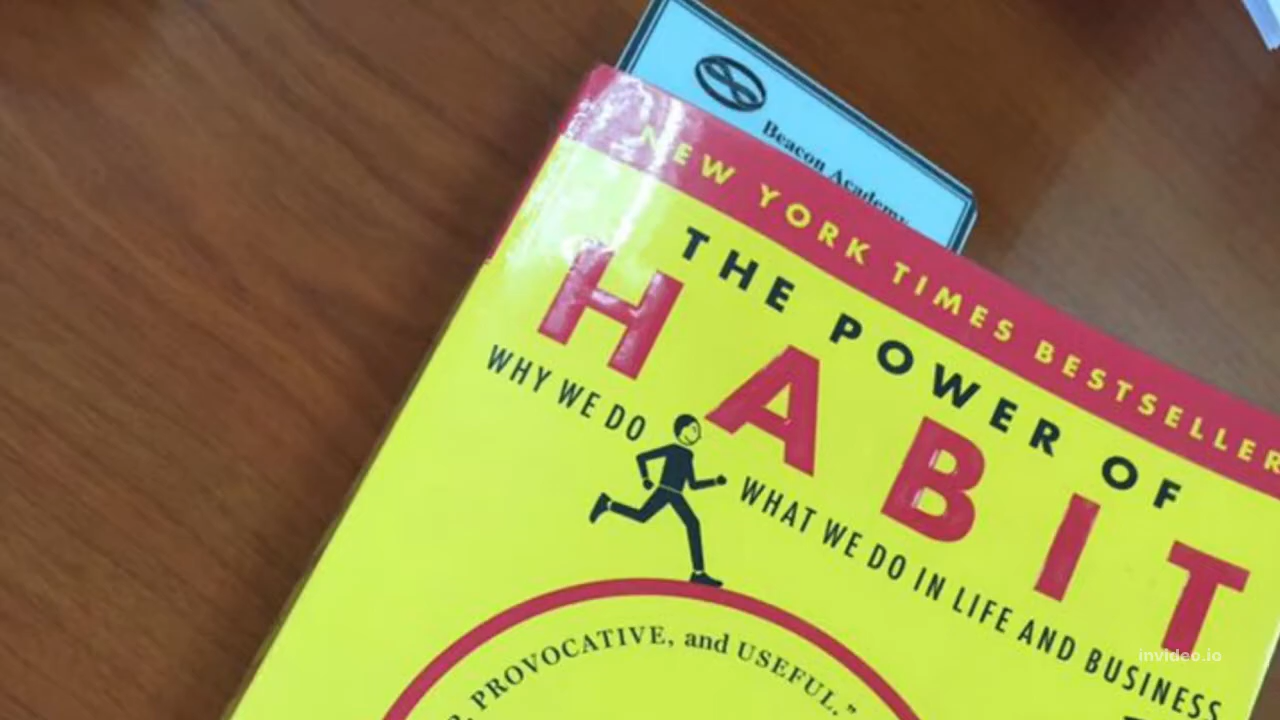 Beacon Academy
NEW YORK TIMES BESTSELLER
THE POWER OF
HABIT
WHY WE DO WHAT WE DO IN LIFE AND BUSINESS
PROVOCATIVE, and USEFUL.”
invideo.io